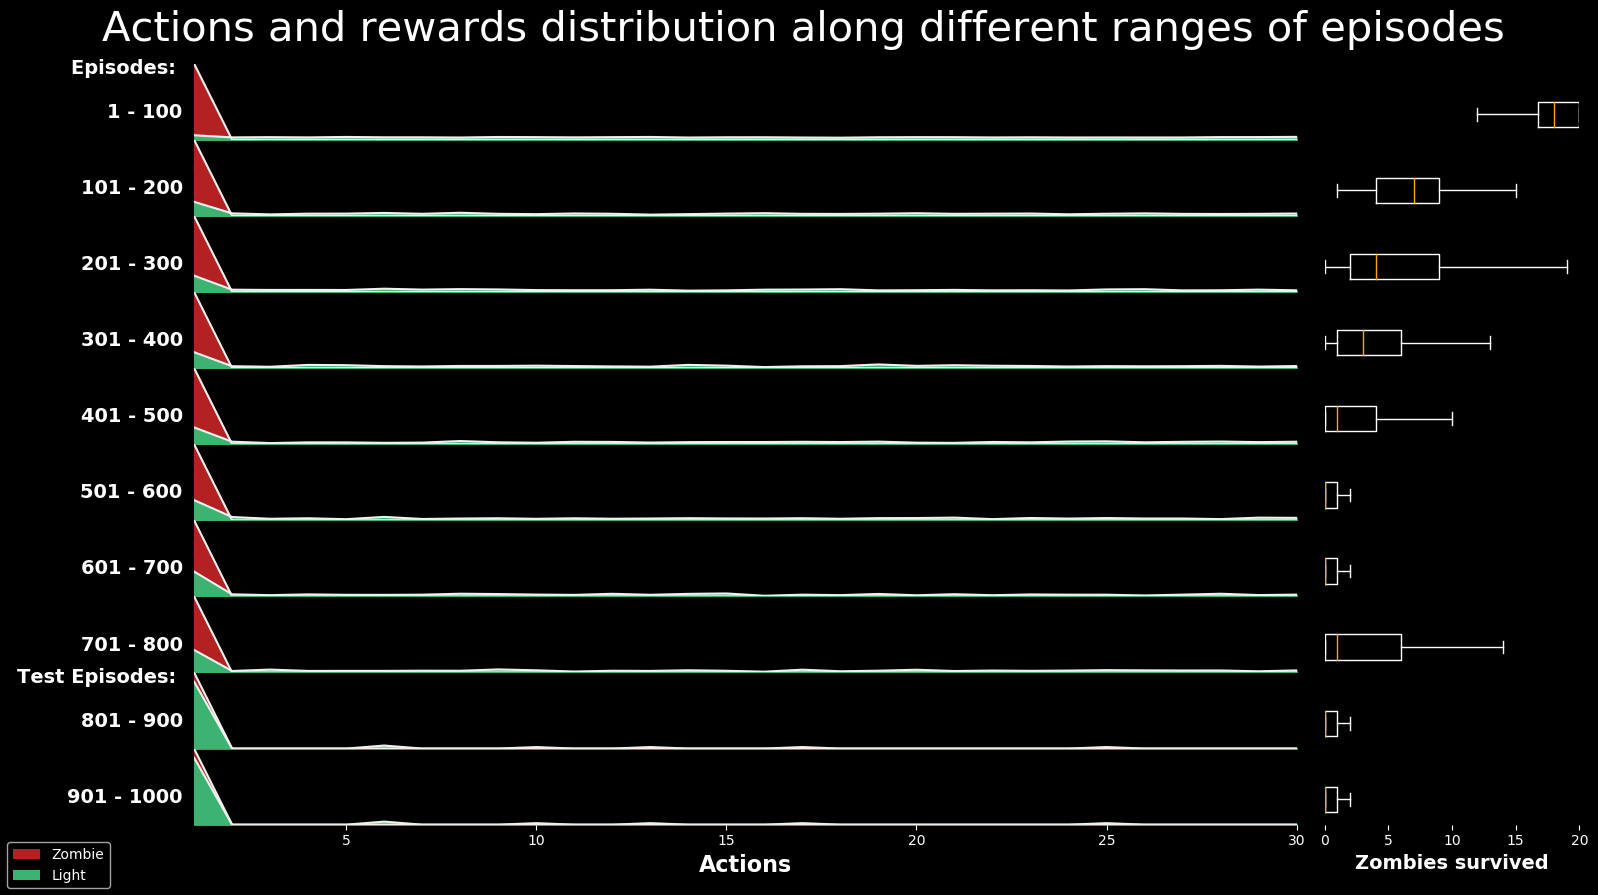 Actions and rewards distribution along different ranges of episodes
Episodes:
1 - 100
101 - 200
201 - 300
301 - 400
401 - 500
501 - 600
601 - 700
701 - 800
Test Episodes:
801 - 900
901 - 1000
5 10 15 20 25 30
0 5 10 15 20
Actions
Zombies survived
Zombie
Light